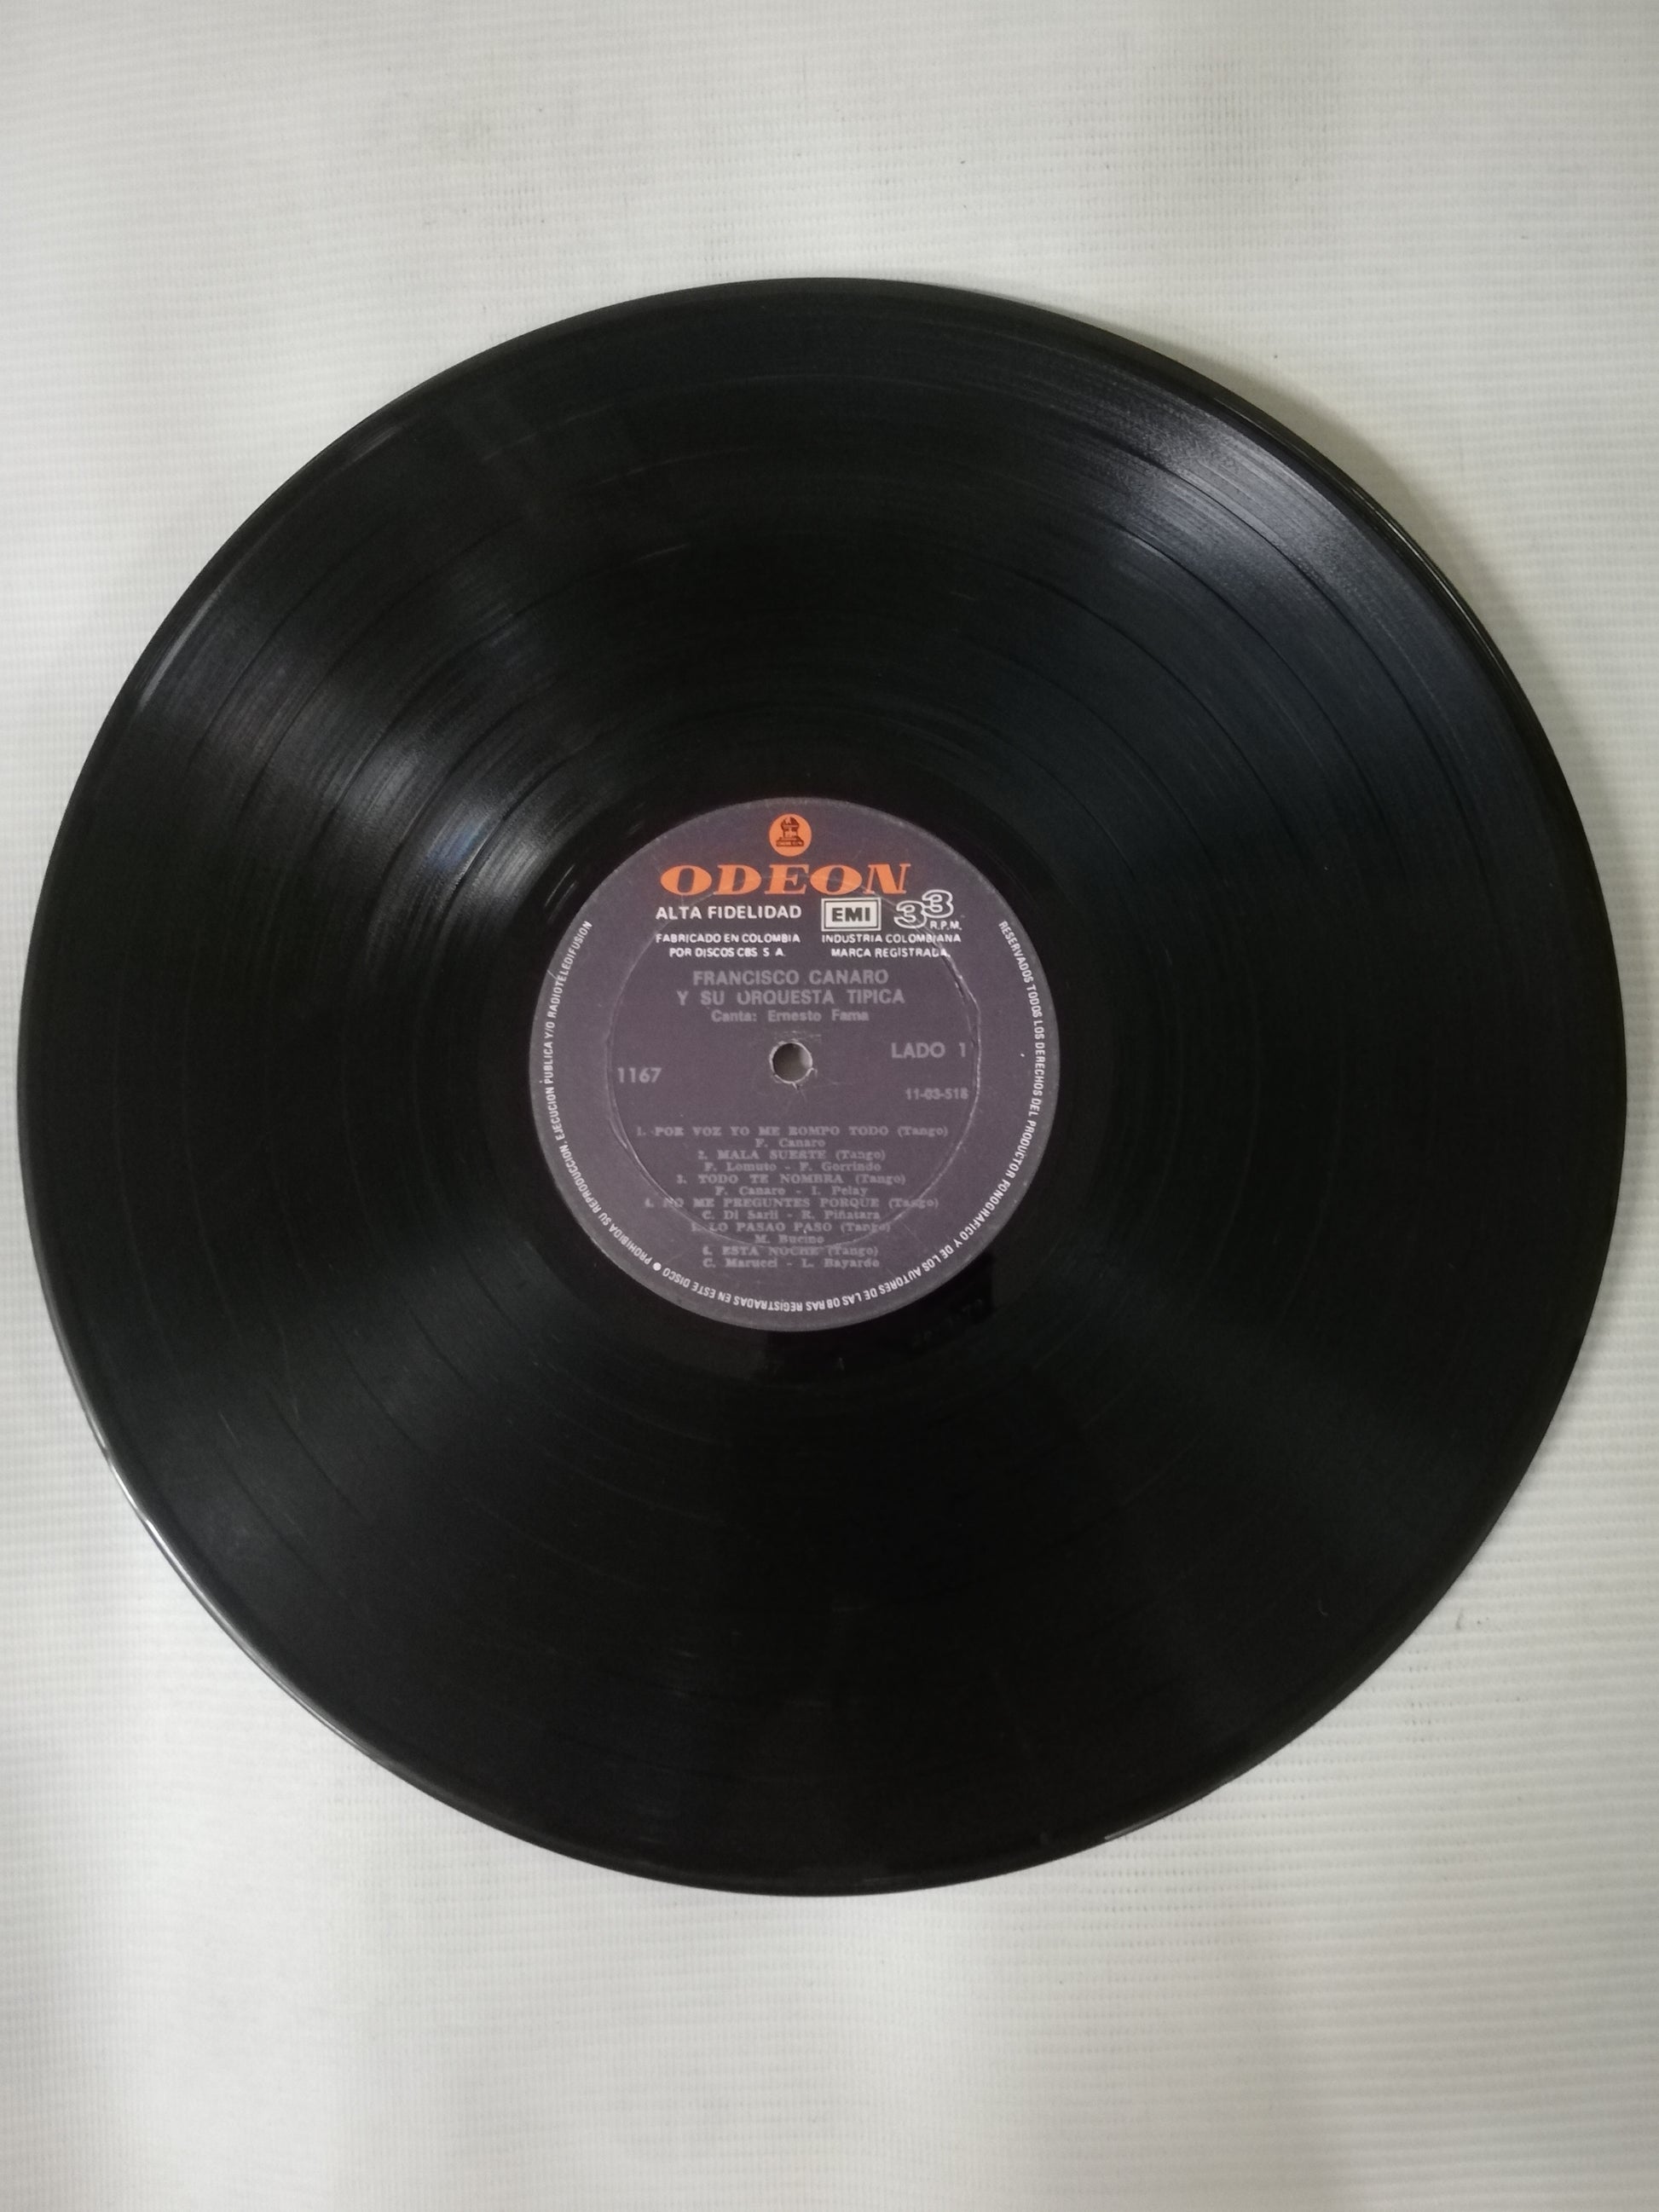 ODEON
ALTA FIDELIDAD EMI 33 R.P.M.
FABRICADO EN COLOMBIA INDUSTRIA COLOMBIANA
POR DISCOS CBS S A. MARCA REGISTRADA.
FRANCISCO CANARO
Y SU ORQUESTA TIPICA
Canta: Ernesto Fama
LADO 1
1167
11-03-518
1. POR VOZ YO ME ROMPO TODO (Tango)
F. Canaro
2. MALA SUERTE (Tango)
F. Lomuto - F. Gorrindo
3. TODO TE NOMBRA (Tango)
F. Canaro - I. Pelay
4. NO ME PREGUNTES PORQUE (Tango)
C. Di Sarli - R. Piñatara
5. LO PASAO PASO (Tango)
M. Bucino
6. ESTA NOCHE (Tango)
C. Marucci - L. Bayardo
RESERVADOS TODOS LOS DERECHOS DEL PRODUCTOR FONOGRAFICO Y DE LOS AUTORES DE LAS OBRAS REGISTRADAS EN ESTE DISCO ● PROHIBIDA SU REPRODUCCION, EJECUCION PUBLICA Y/O RADIOTELEDIFUSION